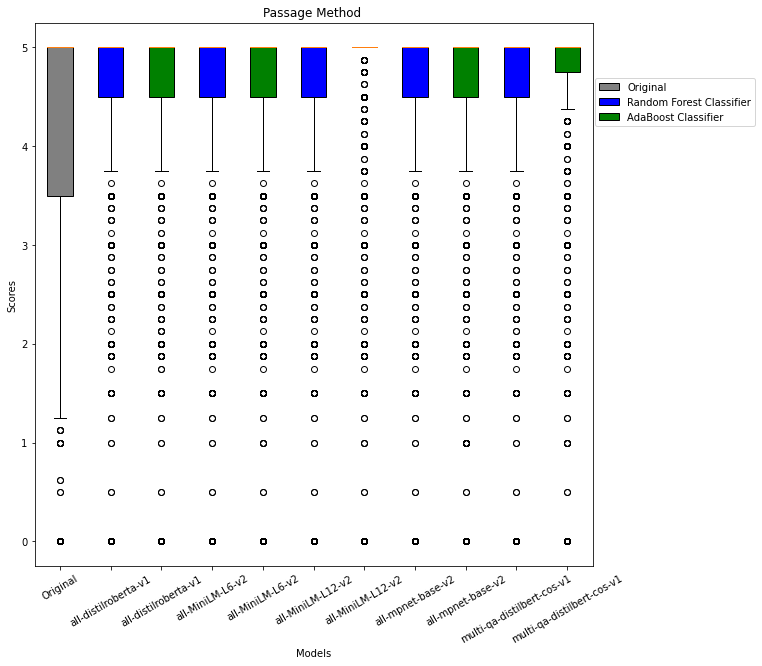 Passage Method
5
4
3
2
1
0
Scores
Original
Random Forest Classifier
AdaBoost Classifier
Original
all-distilroberta-v1
all-distilroberta-v1
all-MiniLM-L6-v2
all-MiniLM-L6-v2
all-MiniLM-L12-v2
all-MiniLM-L12-v2
all-mpnet-base-v2
all-mpnet-base-v2
multi-qa-distilbert-cos-v1
multi-qa-distilbert-cos-v1
Models